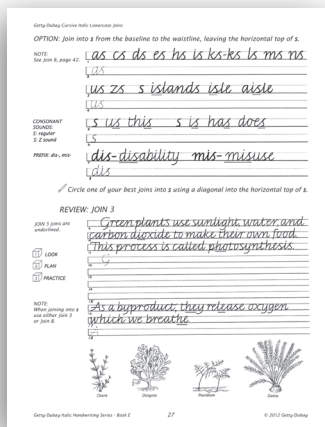 Getty-Dubay Cursive Italic Lowercase Joins
OPTION: Join into s from the baseline to the waistline, leaving the horizontal top of s.
NOTE:
See Join 8, page 42.
as cs ds es hs is ks-ks ls ms ns
as
us zs s islands isle aisle
us
CONSONANT
SOUNDS:
S: regular
S: Z sound
s us this s is has does
s
PREFIX: dis-, mis-
dis- disability mis- misuse
dis
Circle one of your best joins into s using a diagonal into the horizontal top of s.
REVIEW: JOIN 3
JOIN 3 joins are
underlined.
Green plants use sunlight, water, and
carbon dioxide to make their own food.
This process is called photosynthesis.
G
LOOK
PLAN
PRACTICE
NOTE:
When joining into s
use either Join 3
or Join 8.
As a byproduct, they release oxygen
which we breathe.
Getty-Dubay Italic Handwriting Series - Book E
27
© 2012 Getty-Dubay